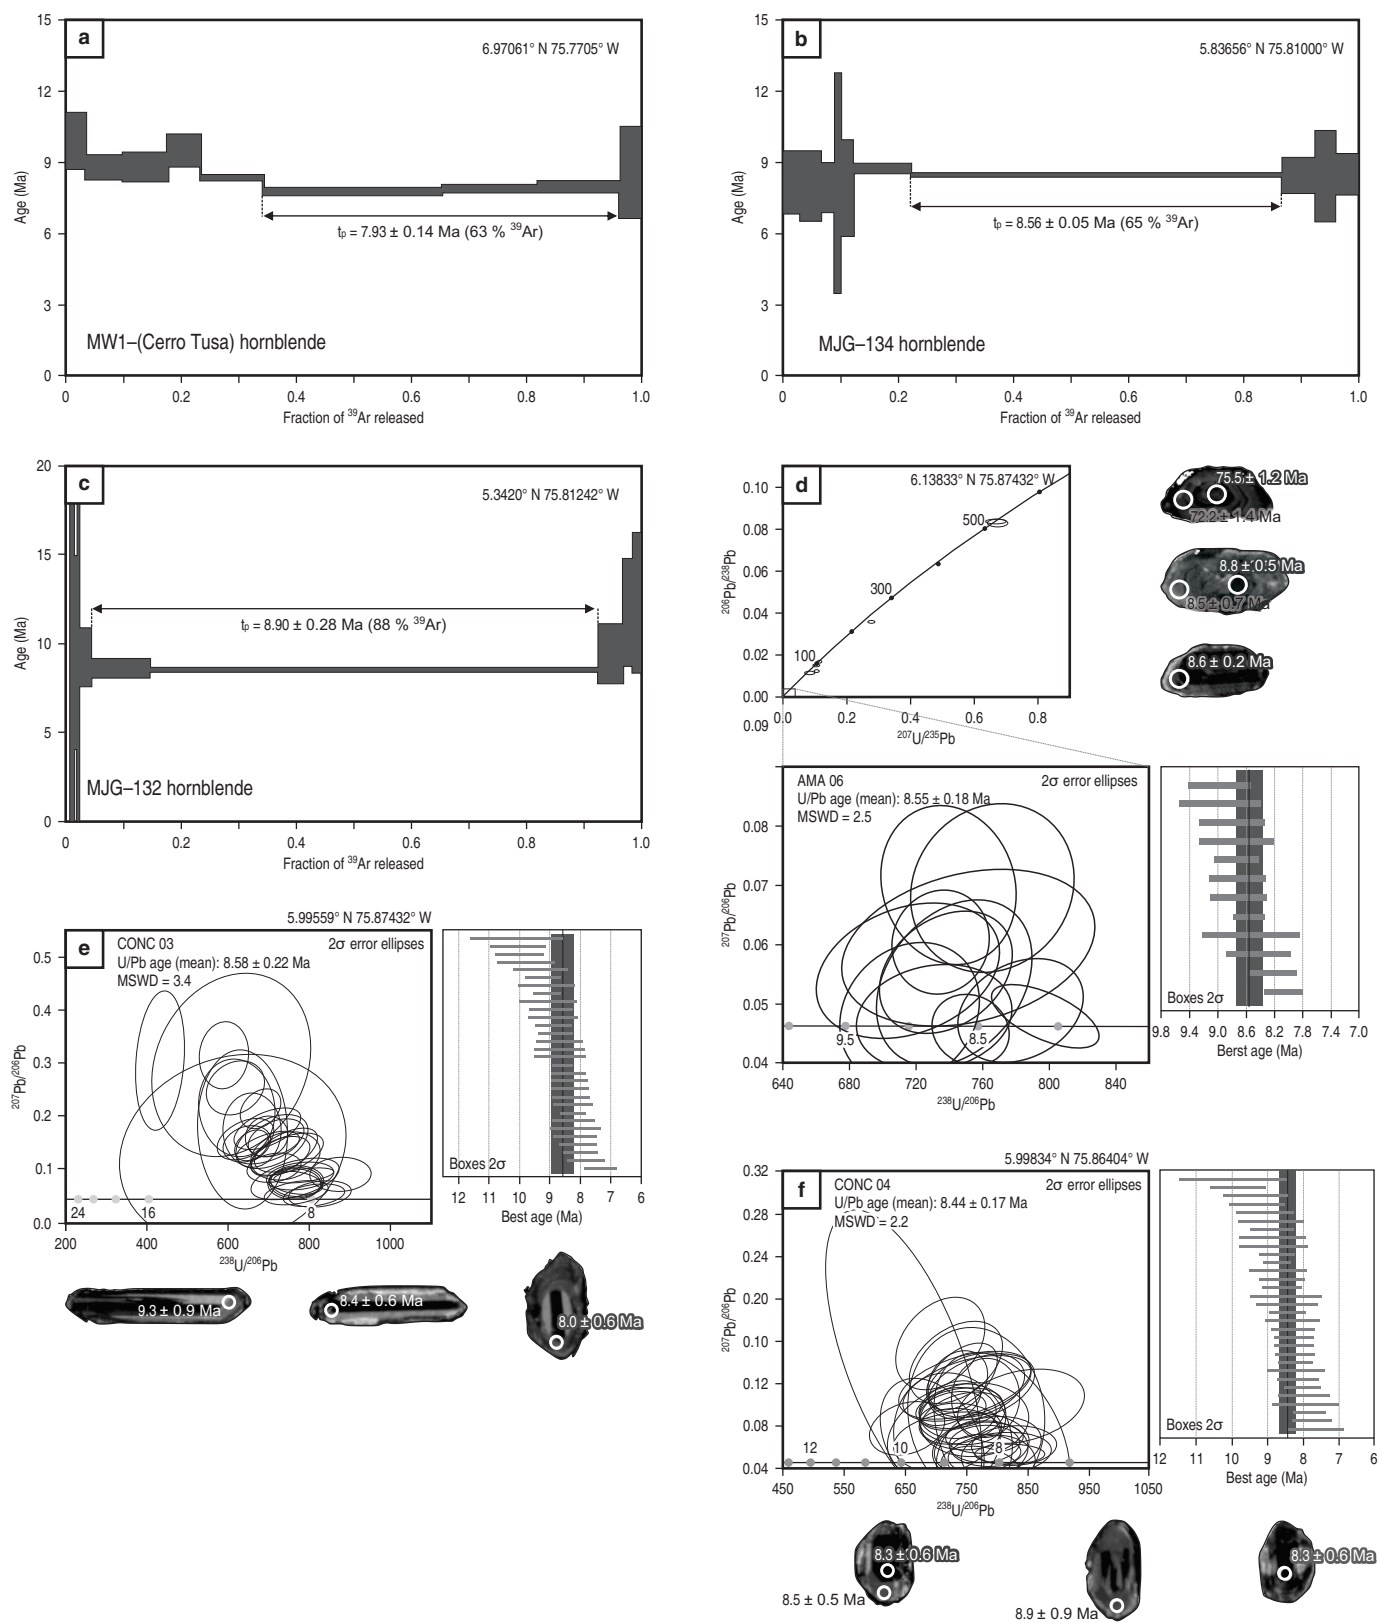 a
6.97061° N 75.7705° W
15
12
9
6
3
0
Age (Ma)
tp = 7.93 ± 0.14 Ma (63 % 39Ar)
MW1–(Cerro Tusa) hornblende
0 0.2 0.4 0.6 0.8 1.0
Fraction of 39Ar released
b
5.83656° N 75.81000° W
15
12
9
6
3
0
Age (Ma)
tp = 8.56 ± 0.05 Ma (65 % 39Ar)
MJG–134 hornblende
0 0.2 0.4 0.6 0.8 1.0
Fraction of 39Ar released
c
5.3420° N 75.81242° W
20
15
10
5
0
Age (Ma)
tp = 8.90 ± 0.28 Ma (88 % 39Ar)
MJG–132 hornblende
0 0.2 0.4 0.6 0.8 1.0
Fraction of 39Ar released
d
6.13833° N 75.87432° W
0.10
0.08
0.06
0.04
0.02
0.00
206Pb/238Pb
500
300
100
0.0 0.2 0.4 0.6 0.8
207U/235Pb
75.5± 1.2 Ma
72.2± 1.4 Ma
8.8 ± 0.5 Ma
8.5± 0.7 Ma
8.6 ± 0.2 Ma
0.09
AMA 06
2σ error ellipses
U/Pb age (mean): 8.55 ± 0.18 Ma
MSWD = 2.5
0.08
0.07
0.06
0.05
0.04
207Pb/206Pb
9.5
8.5
640 680 720 760 800 840
238U/206Pb
Boxes 2σ
9.8 9.4 9.0 8.6 8.2 7.8 7.4 7.0
Berst age (Ma)
5.99559° N 75.87432° W
e
CONC 03
2σ error ellipses
U/Pb age (mean): 8.58 ± 0.22 Ma
MSWD = 3.4
0.5
0.4
0.3
0.2
0.1
0.0
207Pb/206Pb
24
16
8
200 400 600 800 1000
238U/206Pb
Boxes 2σ
12 11 10 9 8 7 6
Best age (Ma)
9.3 ± 0.9 Ma
8.4 ± 0.6 Ma
8.0 ± 0.6 Ma
5.99834° N 75.86404° W
f
CONC 04
2σ error ellipses
U/Pb age (mean): 8.44 ± 0.17 Ma
MSWD = 2.2
0.32
0.24
0.20
0.10
0.12
0.08
0.04
207Pb/206Pb
12
10
8
450 550 650 750 850 950 1050
238U/206Pb
Boxes 2σ
12 11 10 9 8 7 6
Best age (Ma)
8.3 ± 0.6 Ma
8.5 ± 0.5 Ma
8.9 ± 0.9 Ma
8.3 ± 0.6 Ma